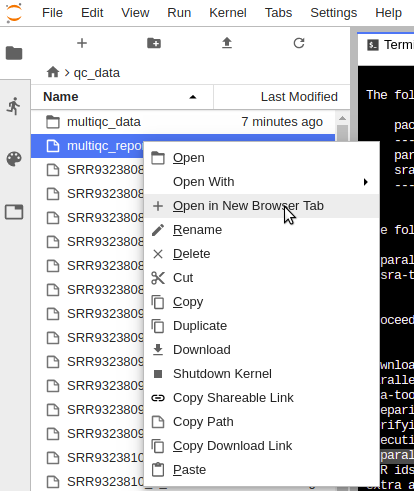 File Edit View Run Kernel Tabs Settings Help
qc_data
Name Last Modified
multiqc_data 7 minutes ago
Open
Open With
Open in New Browser Tab
Rename
Delete
Cut
Copy
Duplicate
Download
Shutdown Kernel
Copy Shareable Link
Copy Path
Copy Download Link
Paste
multiqc_repo
SRR9323808
SRR9323808
SRR9323808
SRR9323808
SRR9323808
SRR9323808
SRR9323809
SRR9323809
SRR9323809
SRR9323809
SRR9323809
SRR9323809
SRR9323810
SRR9323810
$_ Term
The fol
pac
---
par
sra
---
e fol
paral
sra-t
oceed
wnloa
ralle
a-too
epari
rifyi
ecuti
paral
R ids
extra a